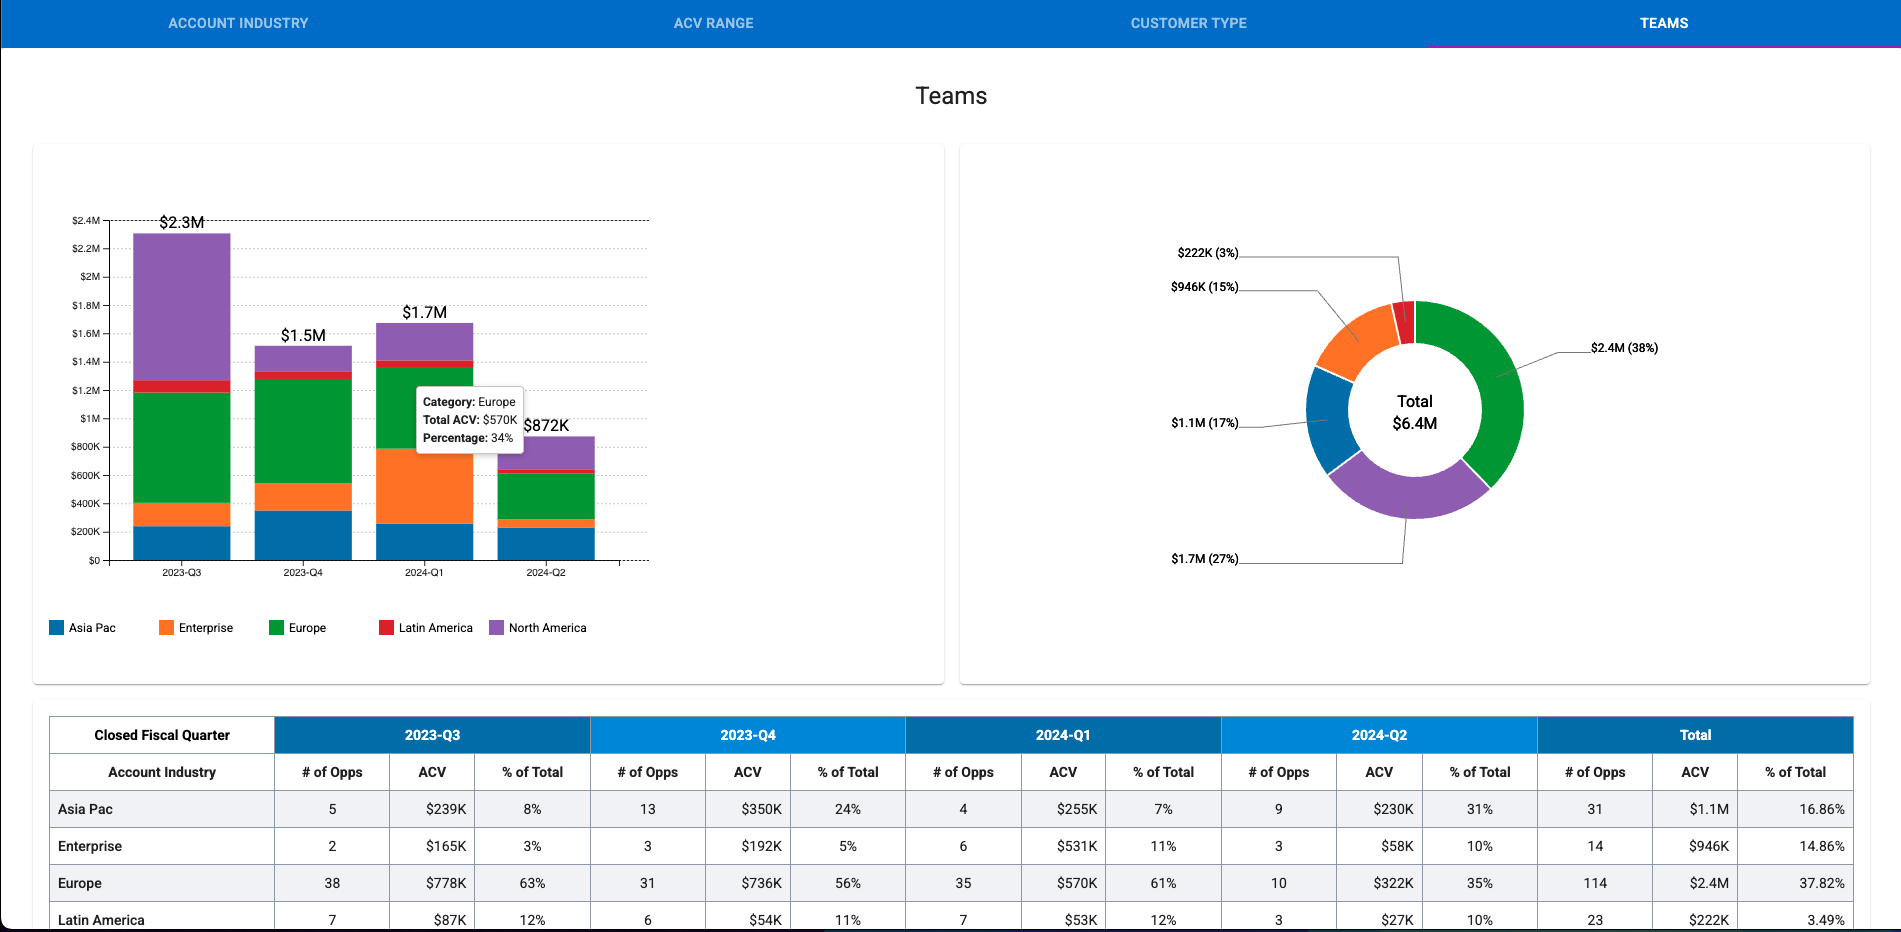 ACCOUNT INDUSTRY ACV RANGE CUSTOMER TYPE TEAMS
Teams
$2.4M
$2.2M
$2M
$1.8M
$1.6M
$1.4M
$1.2M
$1M
$800K
$600K
$400K
$200K
$0
$2.3M
$1.5M
$1.7M
$872K
Category: Europe
Total ACV: $570K
Percentage: 34%
2023-Q3 2023-Q4 2024-Q1 2024-Q2
Asia Pac Enterprise Europe Latin America North America
$222K (3%)
$946K (15%)
$2.4M (38%)
$1.1M (17%)
$1.7M (27%)
Total
$6.4M
Closed Fiscal Quarter 2023-Q3 2023-Q4 2024-Q1 2024-Q2 Total
Account Industry # of Opps ACV % of Total # of Opps ACV % of Total # of Opps ACV % of Total # of Opps ACV % of Total # of Opps ACV % of Total
Asia Pac 5 $239K 8% 13 $350K 24% 4 $255K 7% 9 $230K 31% 31 $1.1M 16.86%
Enterprise 2 $165K 3% 3 $192K 5% 6 $531K 11% 3 $58K 10% 14 $946K 14.86%
Europe 38 $778K 63% 31 $736K 56% 35 $570K 61% 10 $322K 35% 114 $2.4M 37.82%
Latin America 7 $87K 12% 6 $54K 11% 7 $53K 12% 3 $27K 10% 23 $222K 3.49%